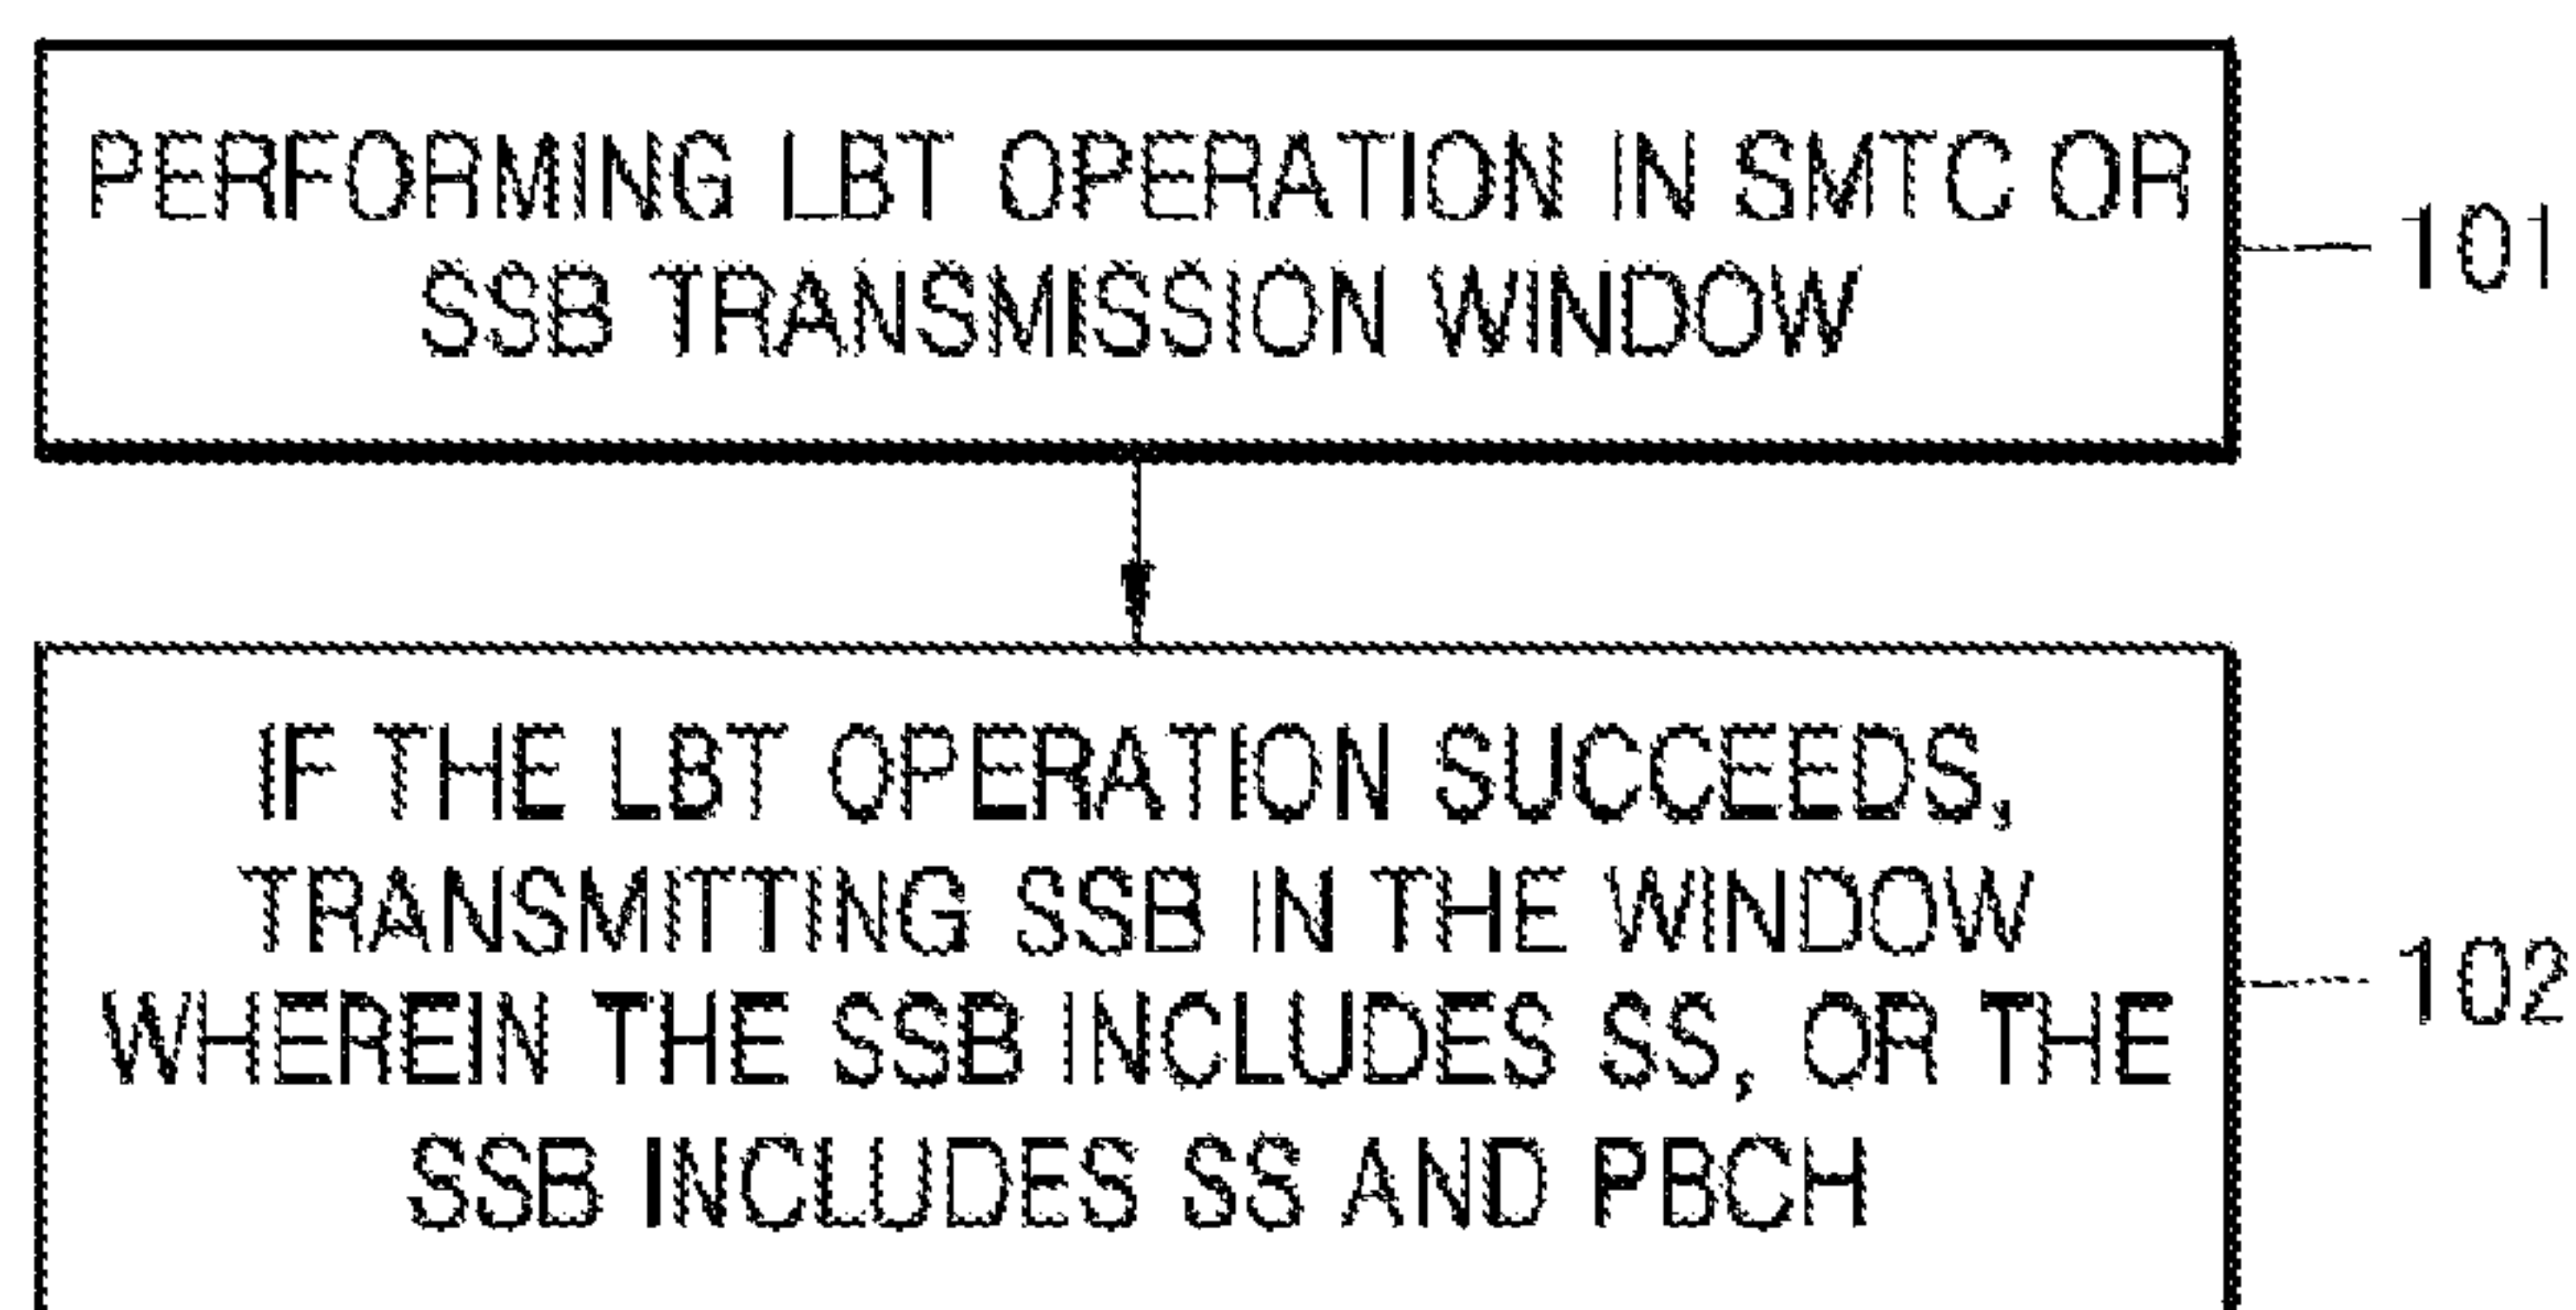 PERFORMING LBT OPERATION IN SMTC OR
SSB TRANSMISSION WINDOW
101
IF THE LBT OPERATION SUCCEEDS,
TRANSMITTING SSB IN THE WINDOW
WHEREIN THE SSB INCLUDES SS, OR THE
SSB INCLUDES SS AND PBCH
102